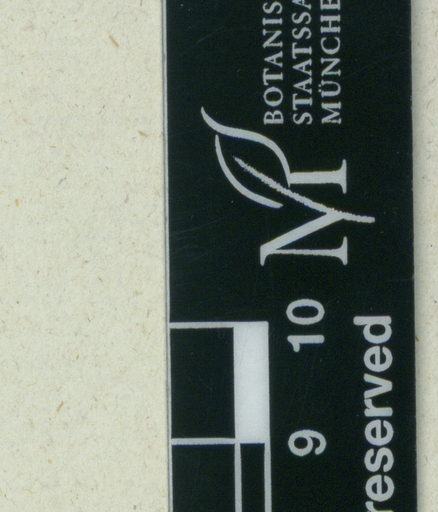 BOTANIS
STAATSSA
MÜNCHE
M
9 10
reserved